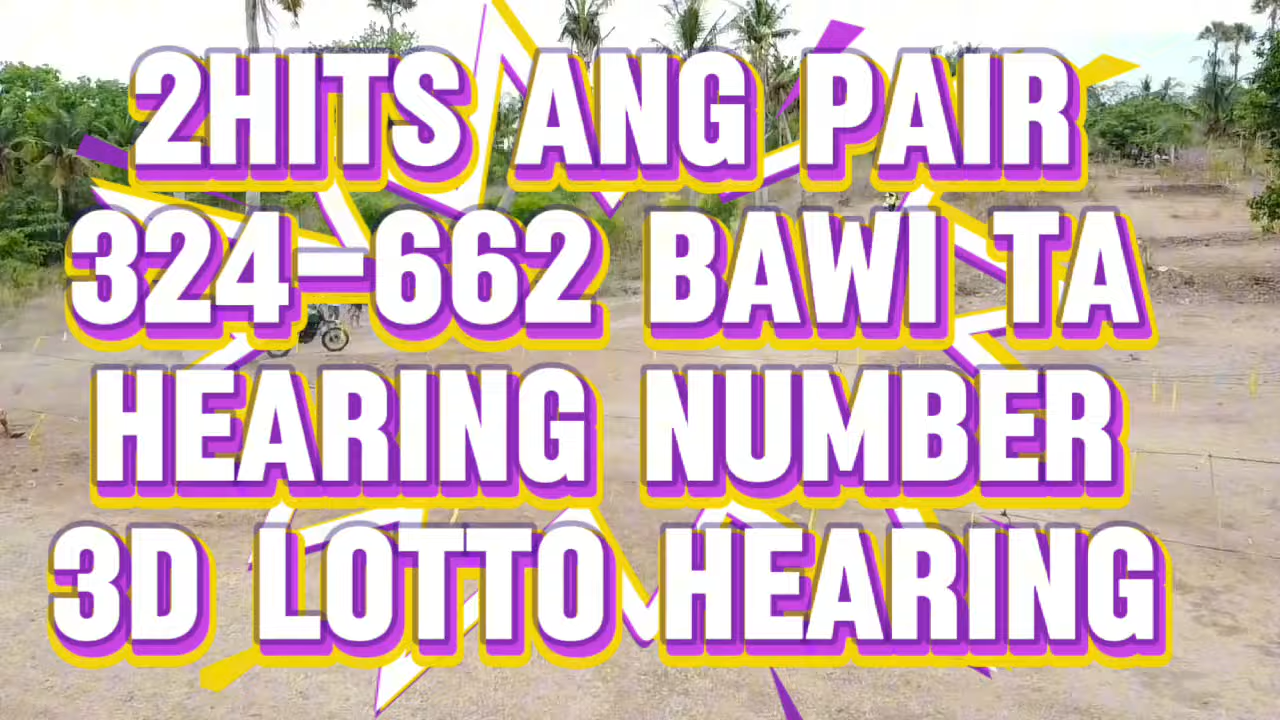 2HITS ANG PAIR
324-662 BAWI TA
HEARING NUMBER
3D LOTTO HEARING